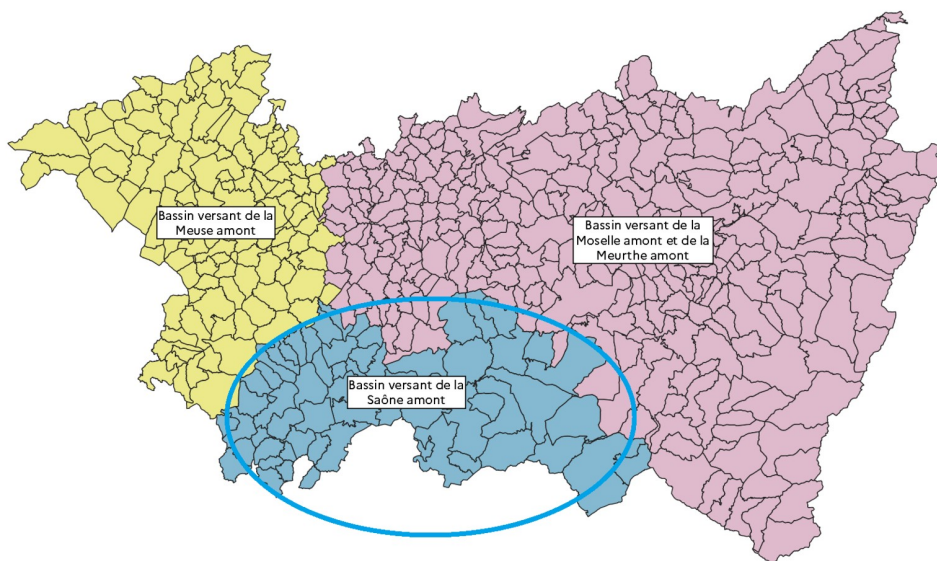 Bassin versant de la
Meuse amont
Bassin versant de la
Moselle amont et de la
Meurthe amont
Bassin versant de la
Saône amont